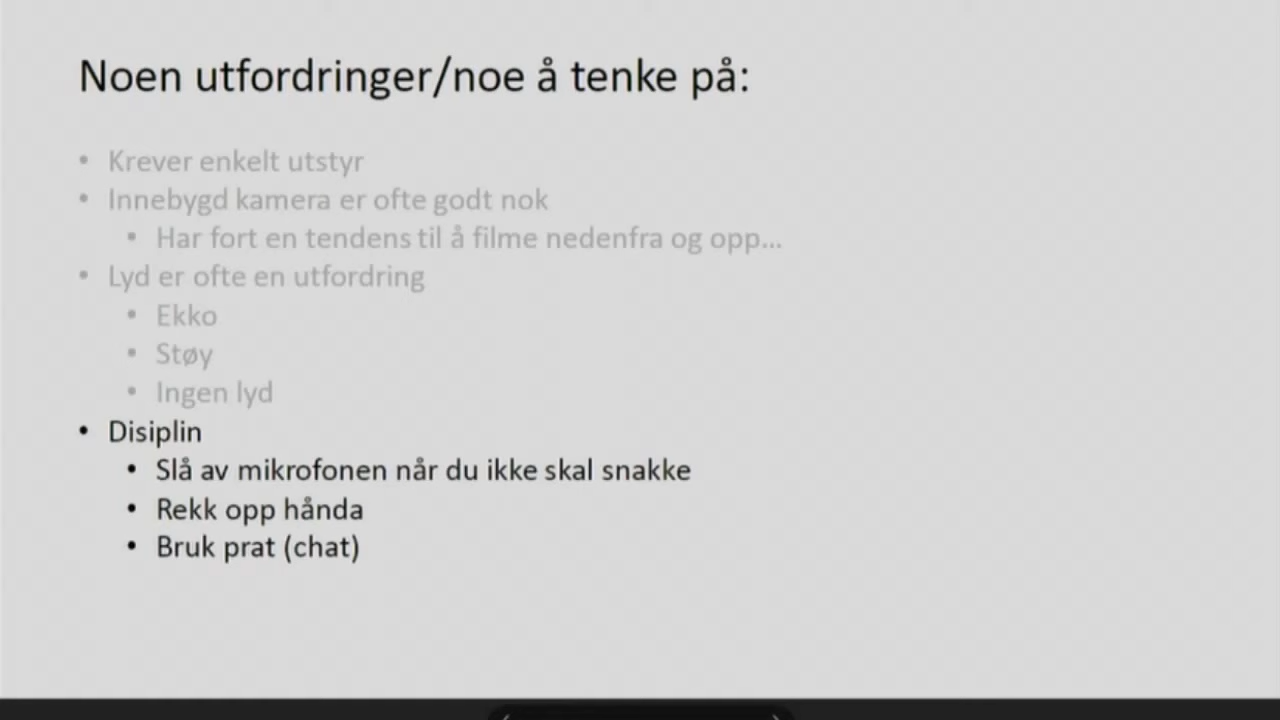 Noen utfordringer/noe å tenke på:
• Krever enkelt utstyr
• Innebygd kamera er ofte godt nok
• Har fort en tendens til å filme nedenfra og opp...
• Lyd er ofte en utfordring
• Ekko
• Støy
• Ingen lyd
• Disiplin
• Slå av mikrofonen når du ikke skal snakke
• Rekk opp hånda
• Bruk prat (chat)